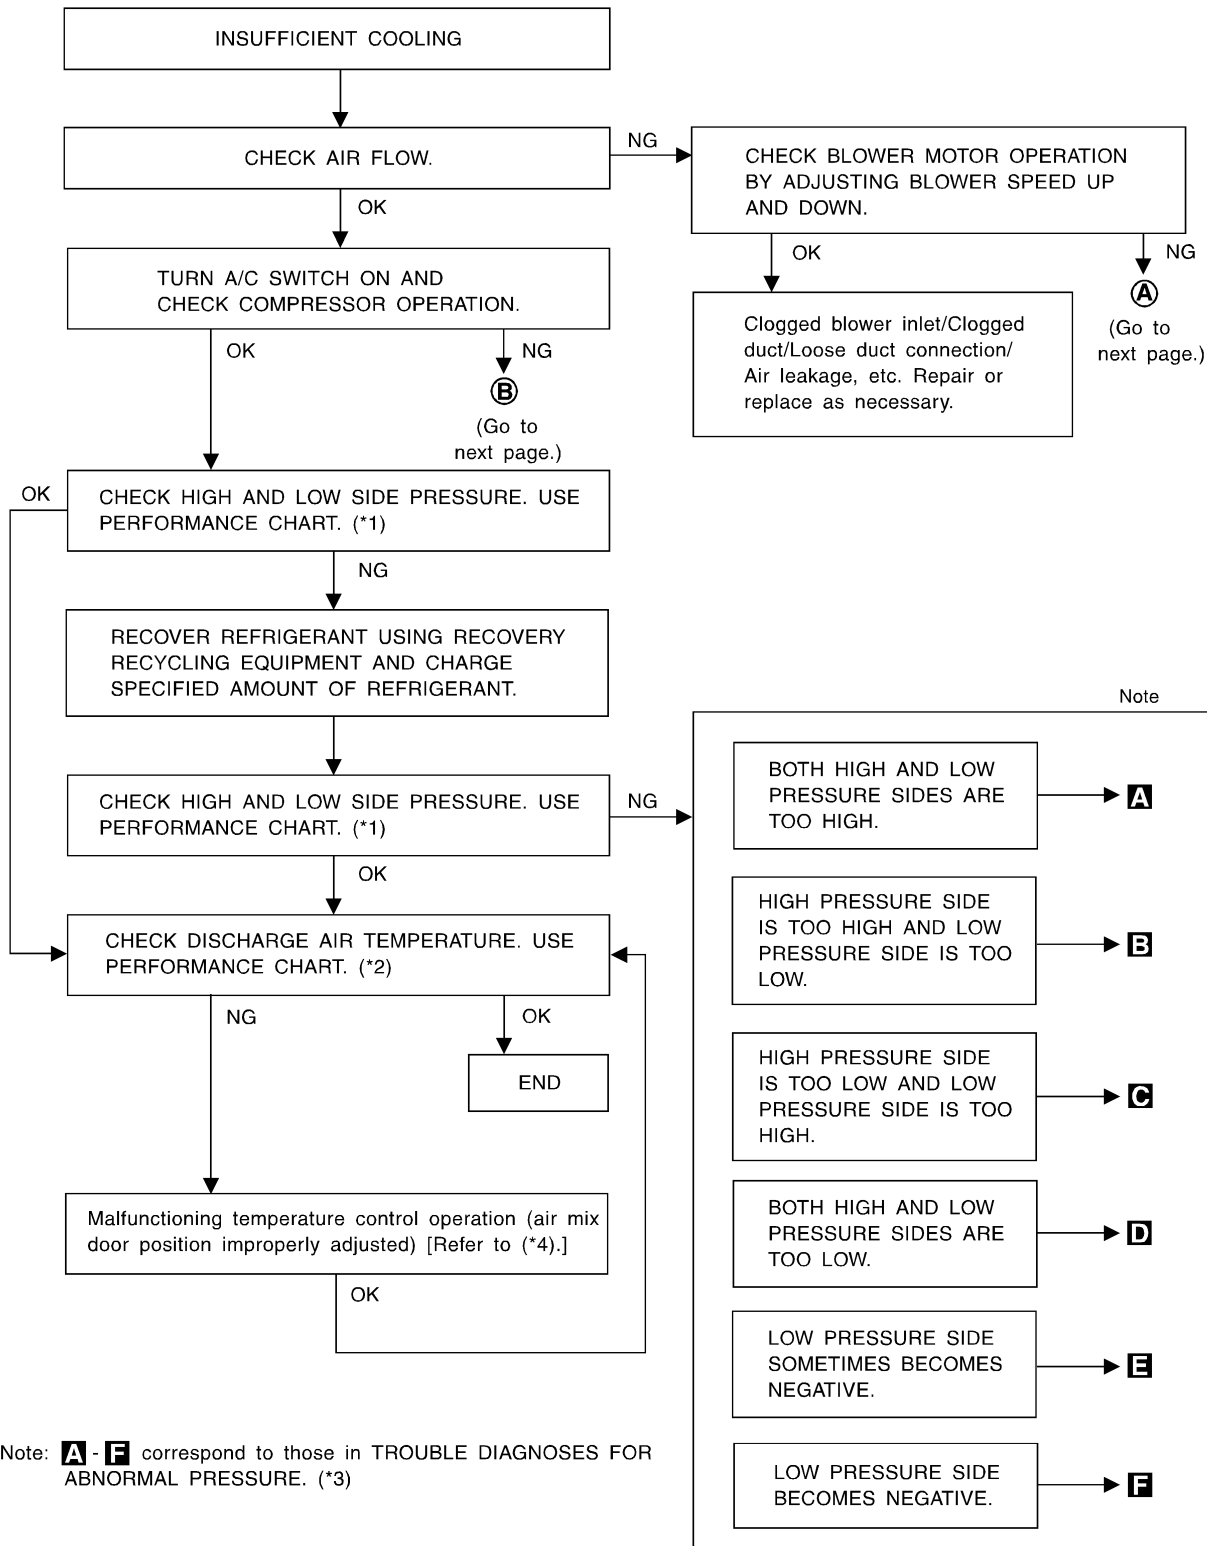 INSUFFICIENT COOLING
CHECK AIR FLOW.
NG
CHECK BLOWER MOTOR OPERATION
BY ADJUSTING BLOWER SPEED UP
AND DOWN.
OK
OK
NG
TURN A/C SWITCH ON AND
CHECK COMPRESSOR OPERATION.
A
(Go to
next page.)
Clogged blower inlet/Clogged
duct/Loose duct connection/
Air leakage, etc. Repair or
replace as necessary.
OK
NG
B
(Go to
next page.)
OK
CHECK HIGH AND LOW SIDE PRESSURE. USE
PERFORMANCE CHART. (*1)
NG
RECOVER REFRIGERANT USING RECOVERY
RECYCLING EQUIPMENT AND CHARGE
SPECIFIED AMOUNT OF REFRIGERANT.
CHECK HIGH AND LOW SIDE PRESSURE. USE
PERFORMANCE CHART. (*1)
NG
OK
CHECK DISCHARGE AIR TEMPERATURE. USE
PERFORMANCE CHART. (*2)
NG
OK
END
Malfunctioning temperature control operation (air mix
door position improperly adjusted) [Refer to (*4).]
OK
Note
BOTH HIGH AND LOW
PRESSURE SIDES ARE
TOO HIGH.
A
HIGH PRESSURE SIDE
IS TOO HIGH AND LOW
PRESSURE SIDE IS TOO
LOW.
B
HIGH PRESSURE SIDE
IS TOO LOW AND LOW
PRESSURE SIDE IS TOO
HIGH.
C
BOTH HIGH AND LOW
PRESSURE SIDES ARE
TOO LOW.
D
LOW PRESSURE SIDE
SOMETIMES BECOMES
NEGATIVE.
E
LOW PRESSURE SIDE
BECOMES NEGATIVE.
F
Note: A - F correspond to those in TROUBLE DIAGNOSES FOR
ABNORMAL PRESSURE. (*3)